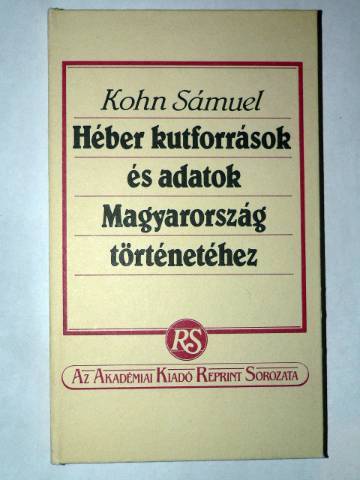 Kohn Sámuel
Héber kutforrások
és adatok
Magyarország
történetéhez
RS
Az Akadémiai Kiadó Reprint Sorozata